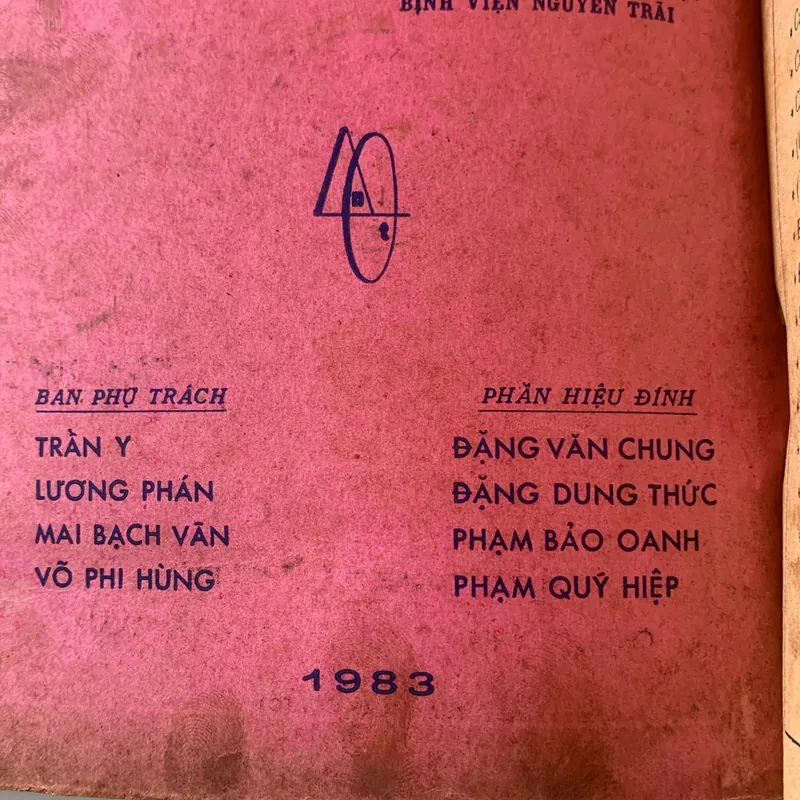 BỊNH VIỆN NGUYỄN TRÃI
n
t
BAN PHỤ TRÁCH
TRẦN Y
LƯƠNG PHÁN
MAI BẠCH VÂN
VÕ PHI HÙNG
PHẦN HIỆU ĐÍNH
ĐẶNG VĂN CHUNG
ĐẶNG DUNG THỨC
PHẠM BẢO OANH
PHẠM QUÝ HIỆP
1983